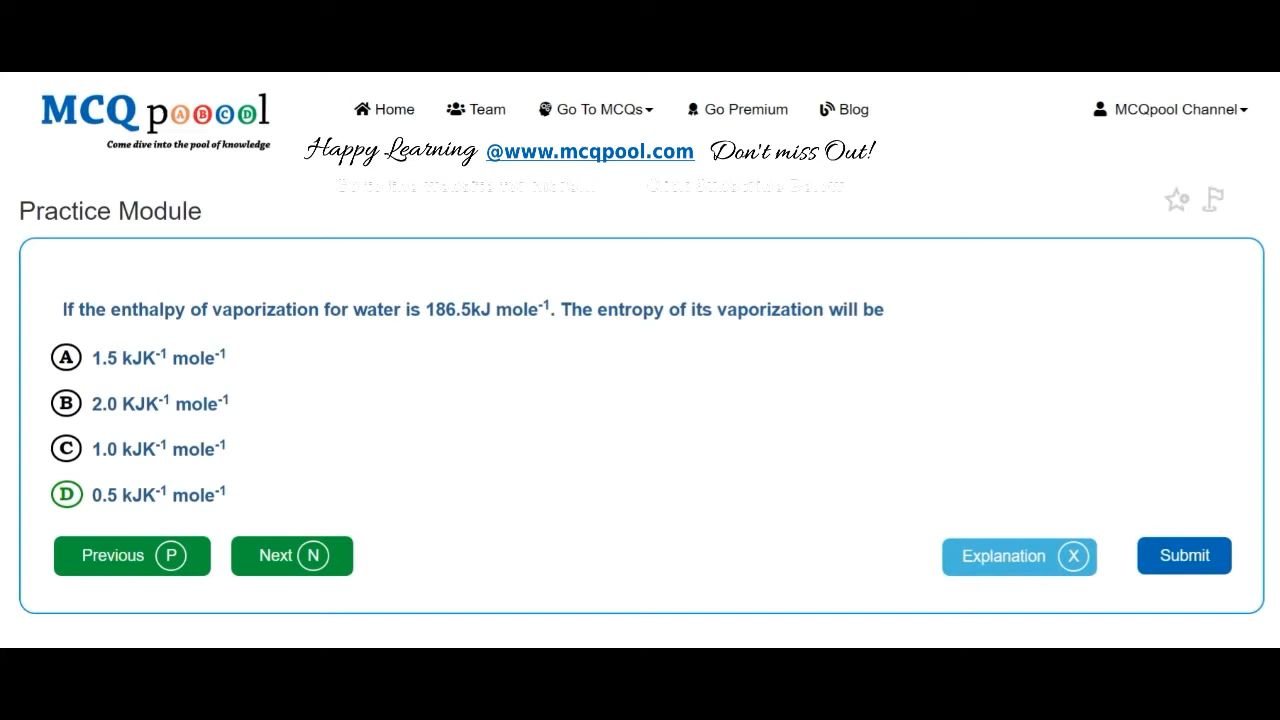 MCQ pooool
Come dive into the pool of knowledge
Home Team Go To MCQs Go Premium Blog MCQpool Channel
Happy Learning @www.mcqpool.com Don't miss Out!
Practice Module
If the enthalpy of vaporization for water is 186.5kJ mole⁻¹. The entropy of its vaporization will be
A 1.5 kJK⁻¹ mole⁻¹
B 2.0 KJK⁻¹ mole⁻¹
C 1.0 kJK⁻¹ mole⁻¹
D 0.5 kJK⁻¹ mole⁻¹
Previous P Next N Explanation X Submit